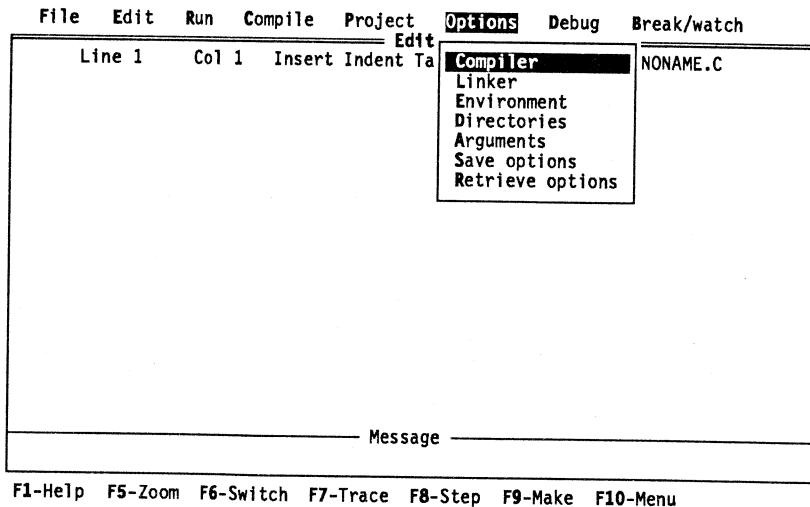 File Edit Run Compile Project Options Debug Break/watch
Edit
Line 1 Col 1 Insert Indent Ta NONAME.C
Compiler
Linker
Environment
Directories
Arguments
Save options
Retrieve options
Message
F1-Help F5-Zoom F6-Switch F7-Trace F8-Step F9-Make F10-Menu